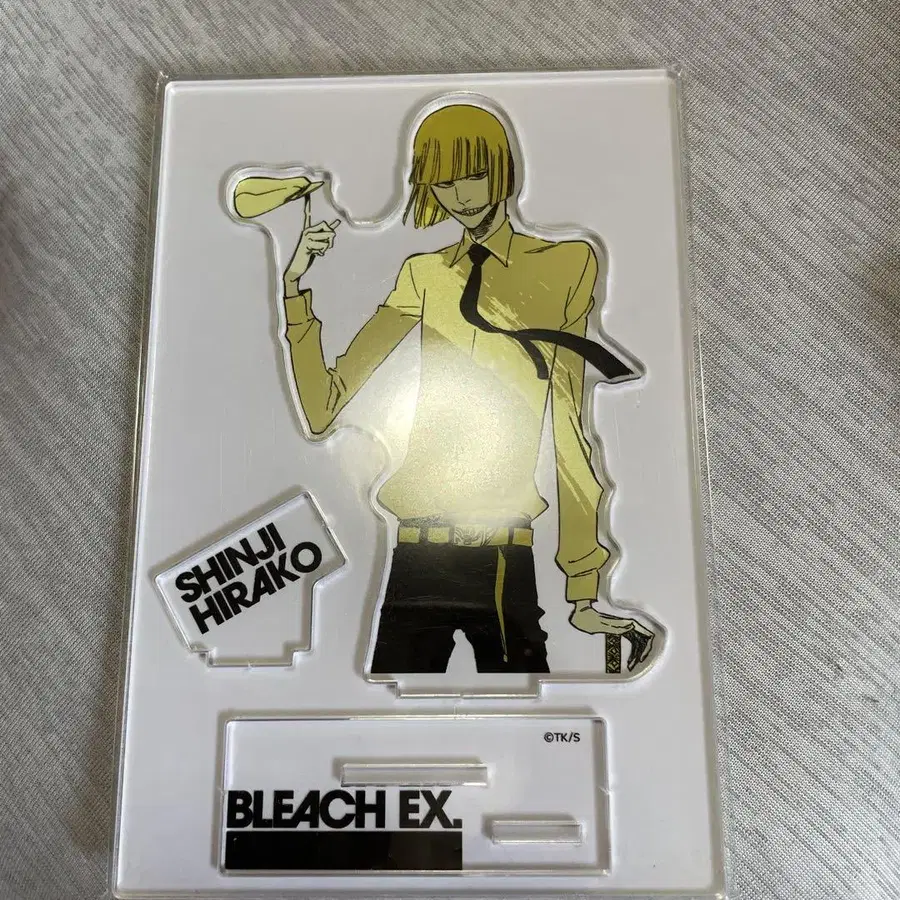 SHINJI
HIRAKO
©TK/S
BLEACH EX.